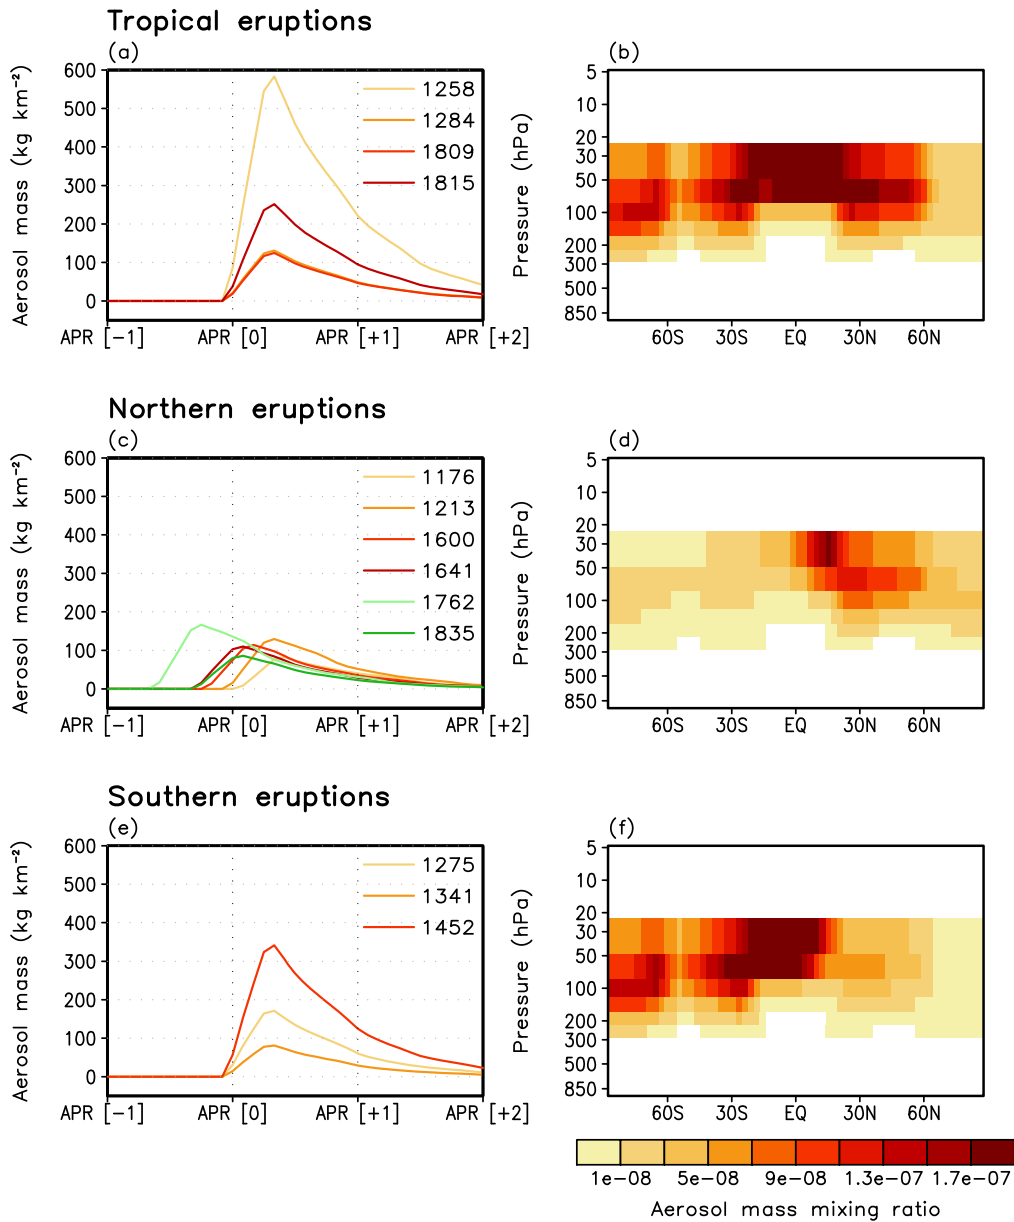 Tropical eruptions
(a)
Aerosol mass (kg km⁻²)
600
500
400
300
200
100
0
APR [−1]
APR [0]
APR [+1]
APR [+2]
1258
1284
1809
1815
(b)
Pressure (hPa)
5
10
20
30
50
100
200
300
500
850
60S
30S
EQ
30N
60N
Northern eruptions
(c)
Aerosol mass (kg km⁻²)
600
500
400
300
200
100
0
APR [−1]
APR [0]
APR [+1]
APR [+2]
1176
1213
1600
1641
1762
1835
(d)
Pressure (hPa)
5
10
20
30
50
100
200
300
500
850
60S
30S
EQ
30N
60N
Southern eruptions
(e)
Aerosol mass (kg km⁻²)
600
500
400
300
200
100
0
APR [−1]
APR [0]
APR [+1]
APR [+2]
1275
1341
1452
(f)
Pressure (hPa)
5
10
20
30
50
100
200
300
500
850
60S
30S
EQ
30N
60N
1e−08
5e−08
9e−08
1.3e−07
1.7e−07
Aerosol mass mixing ratio